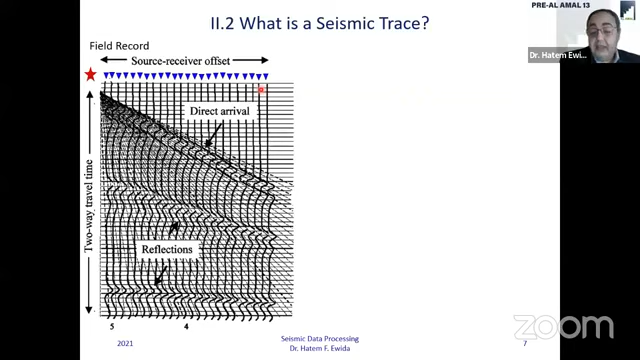 II.2 What is a Seismic Trace?
PRE-AL AMAL 13
Field Record
Source-receiver offset
Dr. Hatem Ewi...
Direct arrival
Two-way travel time
Reflections
5 4
2021
Seismic Data Processing
Dr. Hatem F. Ewida
7
zoom